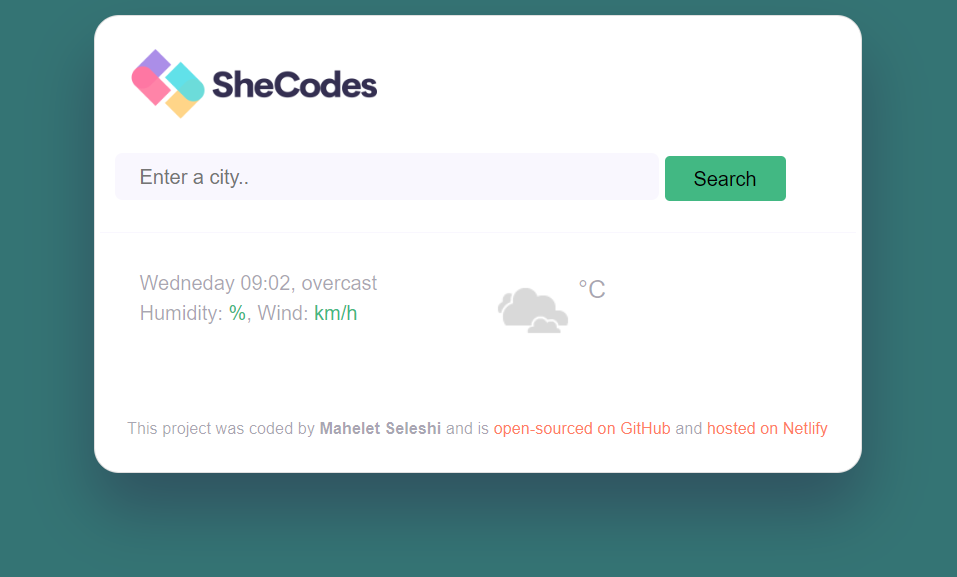 SheCodes
Enter a city..
Search
Wedneday 09:02, overcast
Humidity: %, Wind: km/h
°C
This project was coded by Mahelet Seleshi and is open-sourced on GitHub and hosted on Netlify